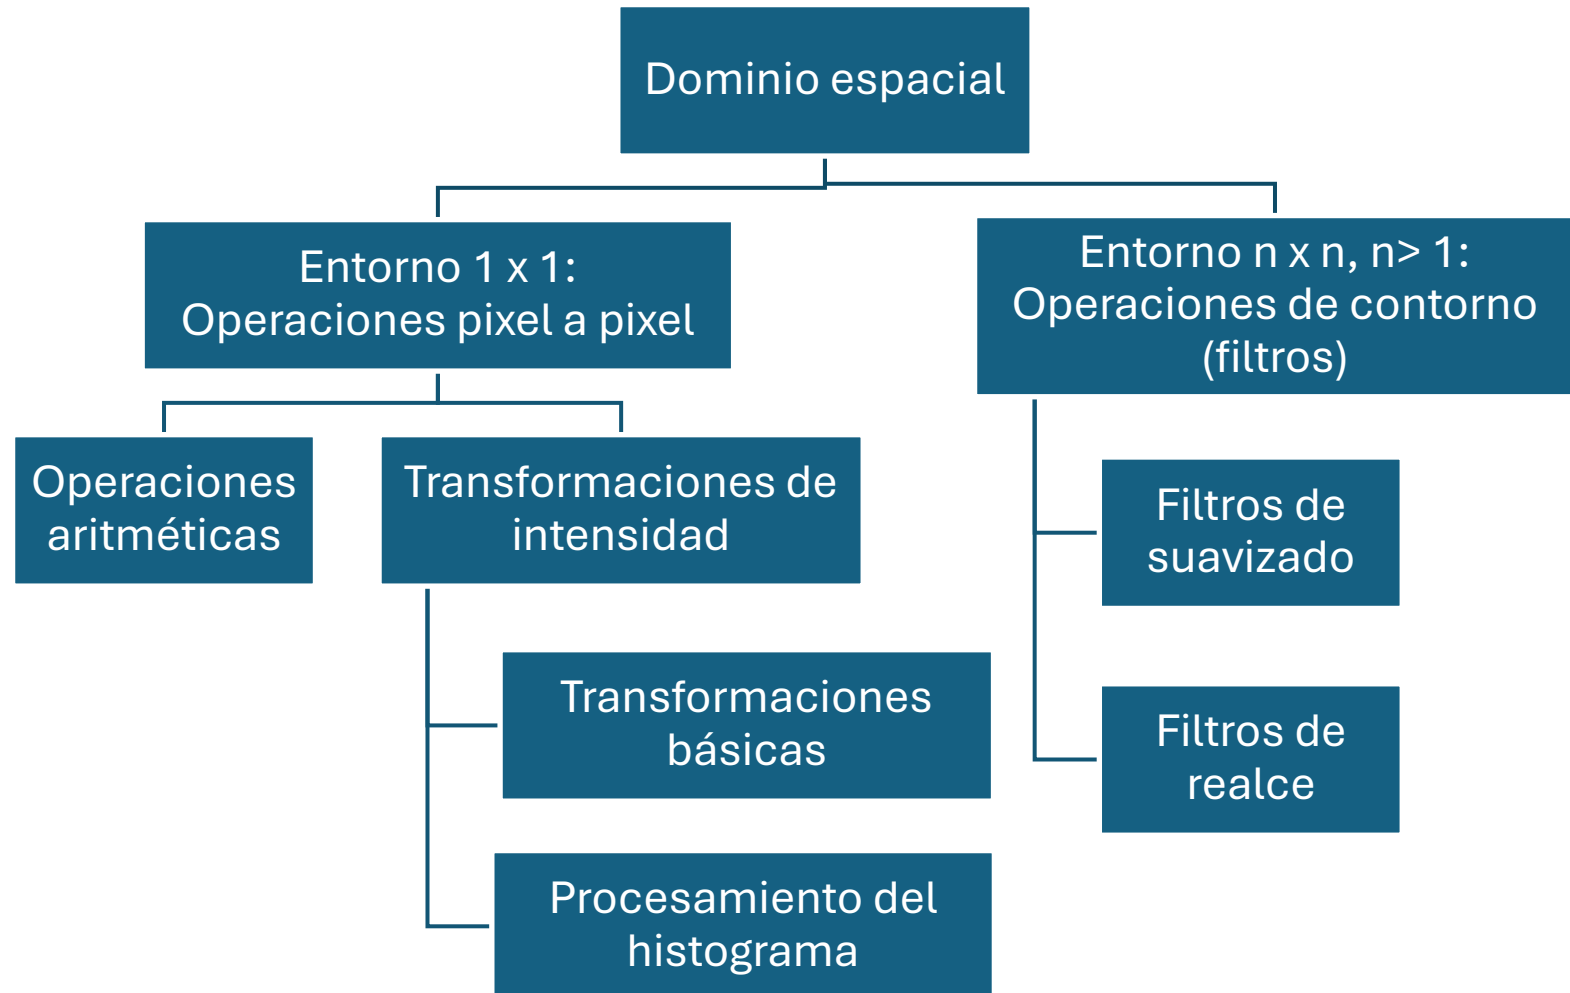 Dominio espacial
Entorno 1 x 1:
Operaciones pixel a pixel
Entorno n x n, n> 1:
Operaciones de contorno
(filtros)
Operaciones
aritméticas
Transformaciones de
intensidad
Transformaciones
básicas
Procesamiento del
histograma
Filtros de
suavizado
Filtros de
realce